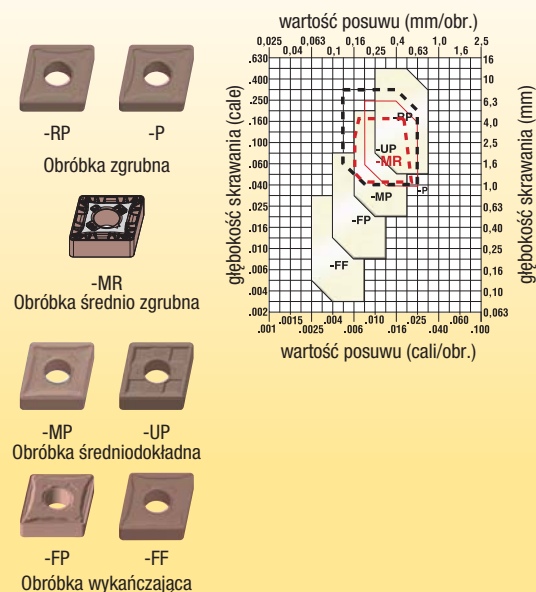 -RP
-P
Obróbka zgrubna
-MR
Obróbka średnio zgrubna
-MP
-UP
Obróbka średniodokładna
-FP
-FF
Obróbka wykańczająca
wartość posuwu (mm/obr.)
0,025 0,063 0,16 0,4 1,0 2,5
0,04 0,1 0,25 0,63 1,6
głębokość skrawania (cale)
.630
.400
.250
.160
.100
.060
.040
.025
.016
.010
.006
.004
.002
-RP
-UP
-MR
-P
-MP
-FP
-FF
16
10
6,3
4,0
2,5
1,6
1,0
0,63
0,40
0,25
0,16
0,10
0,063
głębokość skrawania (mm)
.0015 .004 .010 .025 .060
.001 .0025 .006 .016 .040 .100
wartość posuwu (cali/obr.)